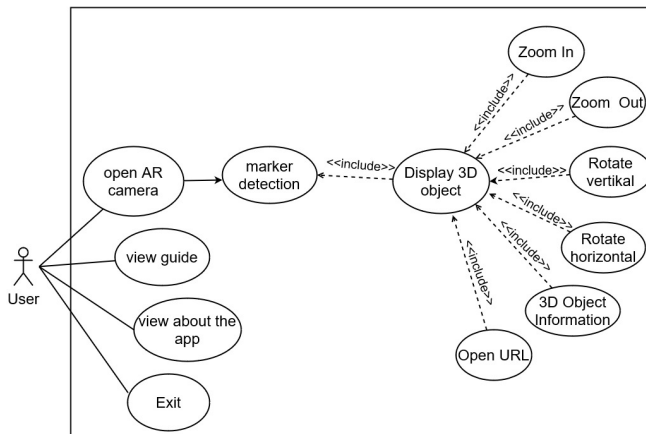 Zoom In
<<include>>
Zoom Out
<<include>>
open AR
camera
marker
detection
<<include>>
Display 3D
object
<<include>>
Rotate
vertikal
<<include>>
Rotate
horizontal
view guide
User
<<include>>
3D Object
Information
<<include>>
view about the
app
Open URL
Exit